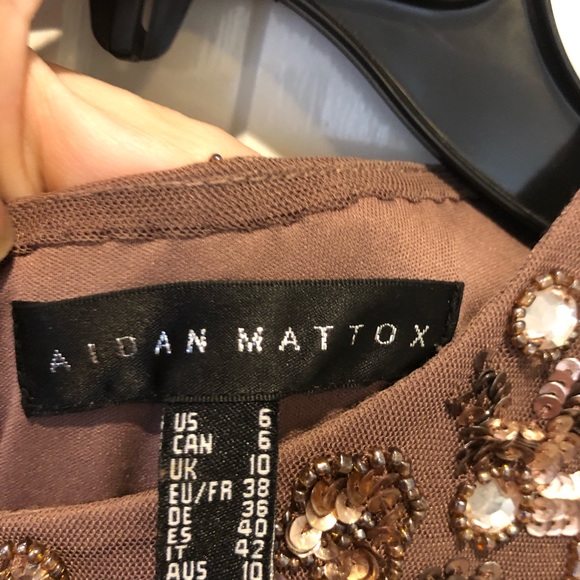 AIDAN MATTOX
US 6
CAN 6
UK 10
EU/FR 38
DE 36
ES 40
IT 42
AUS 10